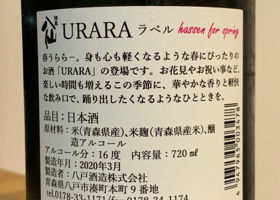 仙 URARA ラベル hassen for spring
春うらら−。身も心も軽くなるような春にぴったりの
お酒「URARA」の登場です。お花見やお祝い事など、
楽しい時間も増えるこの季節に、華やかな香りと軽快
な飲み口で、踊り出したくなるようなひとときを。
品目：日本酒
原材料：米(青森県産)、米麹(青森県産米)、醸
造アルコール
アルコール分：16度 内容量：720㎖
製造年月：2020年3月
八戸酒造株式会社
青森県八戸市湊町本町9番地
℡.0178-33-1171/